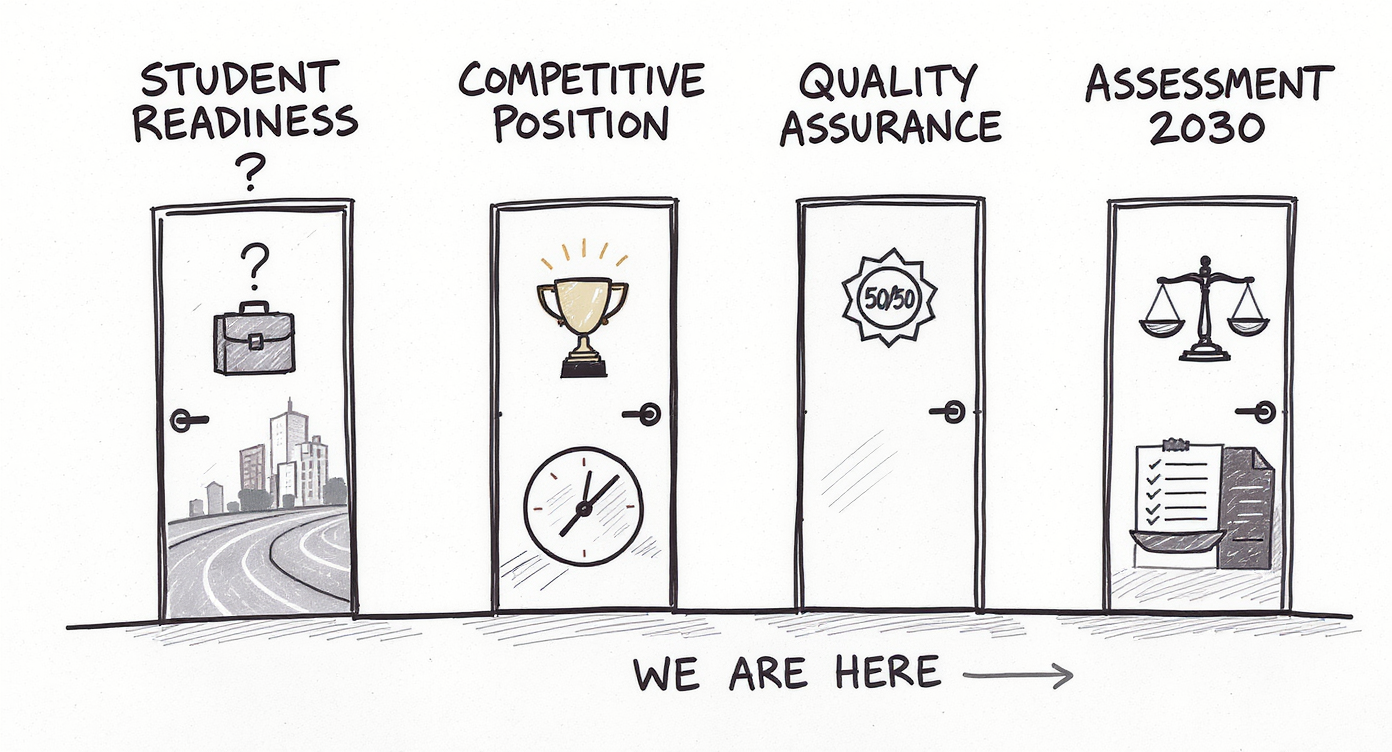 STUDENT
READINESS
?
COMPETITIVE
POSITION
QUALITY
ASSURANCE
ASSESSMENT
2030
?
50/50
WE ARE HERE →